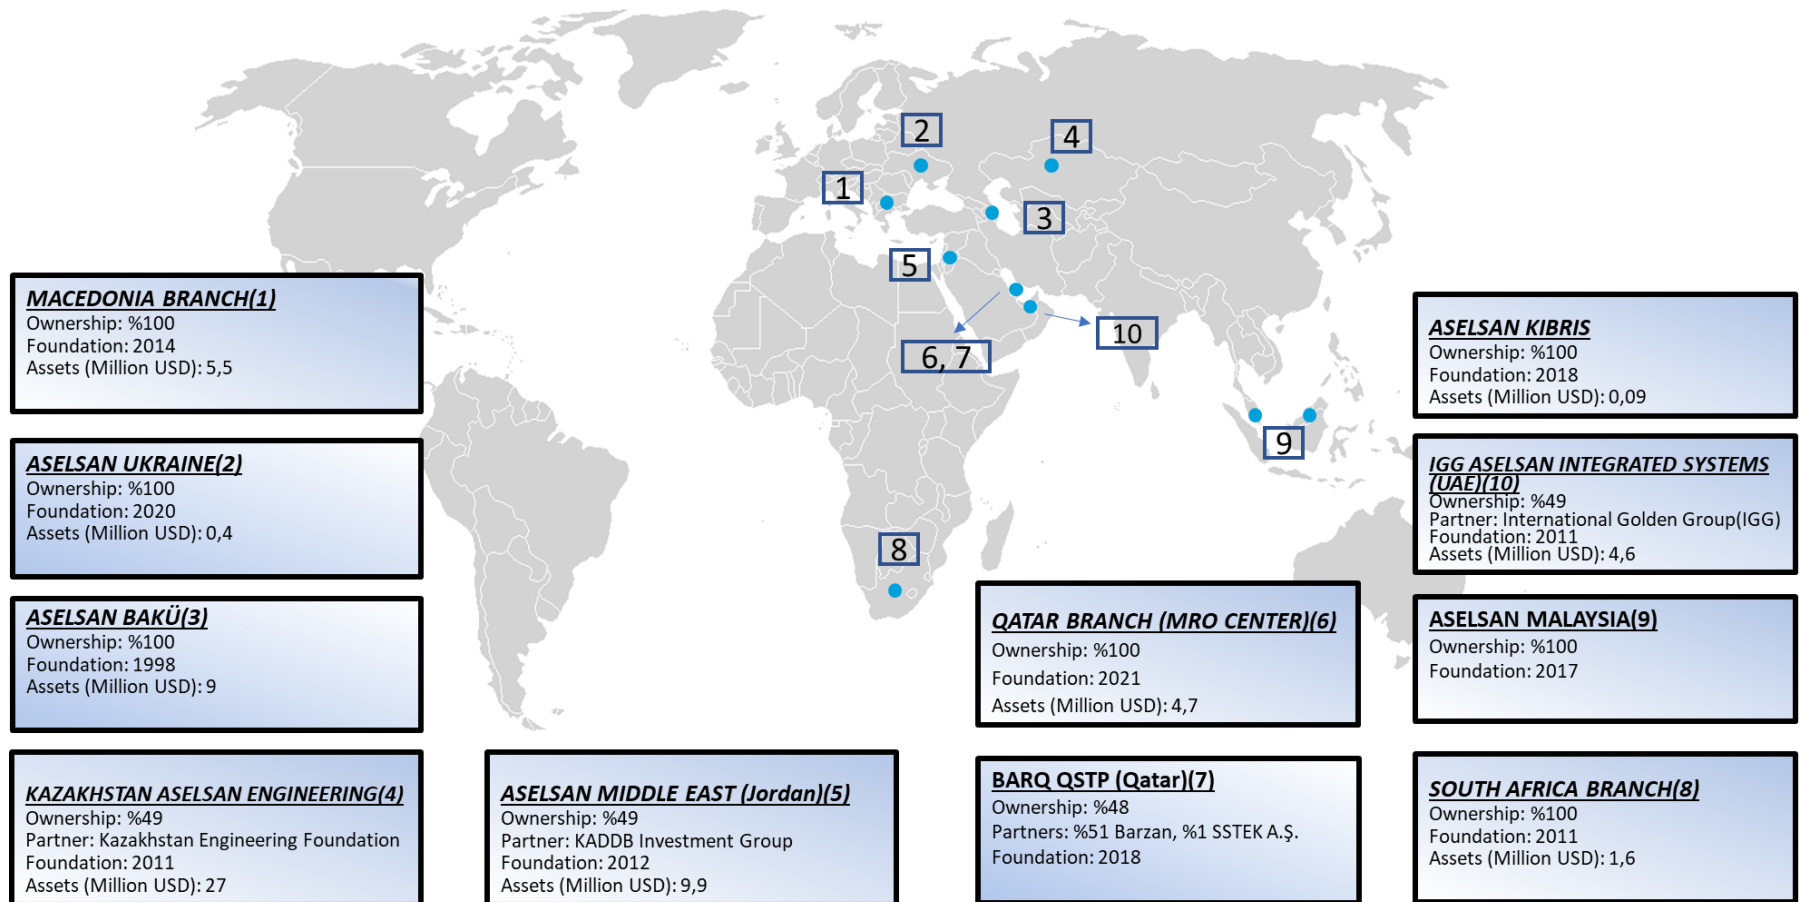 2
4
1
3
5
10
6, 7
9
8
MACEDONIA BRANCH(1)
Ownership: %100
Foundation: 2014
Assets (Million USD): 5,5
ASELSAN UKRAINE(2)
Ownership: %100
Foundation: 2020
Assets (Million USD): 0,4
ASELSAN BAKÜ(3)
Ownership: %100
Foundation: 1998
Assets (Million USD): 9
KAZAKHSTAN ASELSAN ENGINEERING(4)
Ownership: %49
Partner: Kazakhstan Engineering Foundation
Foundation: 2011
Assets (Million USD): 27
ASELSAN MIDDLE EAST (Jordan)(5)
Ownership: %49
Partner: KADDB Investment Group
Foundation: 2012
Assets (Million USD): 9,9
QATAR BRANCH (MRO CENTER)(6)
Ownership: %100
Foundation: 2021
Assets (Million USD): 4,7
BARQ QSTP (Qatar)(7)
Ownership: %48
Partners: %51 Barzan, %1 SSTEK A.Ş.
Foundation: 2018
ASELSAN KIBRIS
Ownership: %100
Foundation: 2018
Assets (Million USD): 0,09
IGG ASELSAN INTEGRATED SYSTEMS
(UAE)(10)
Ownership: %49
Partner: International Golden Group(IGG)
Foundation: 2011
Assets (Million USD): 4,6
ASELSAN MALAYSIA(9)
Ownership: %100
Foundation: 2017
SOUTH AFRICA BRANCH(8)
Ownership: %100
Foundation: 2011
Assets (Million USD): 1,6